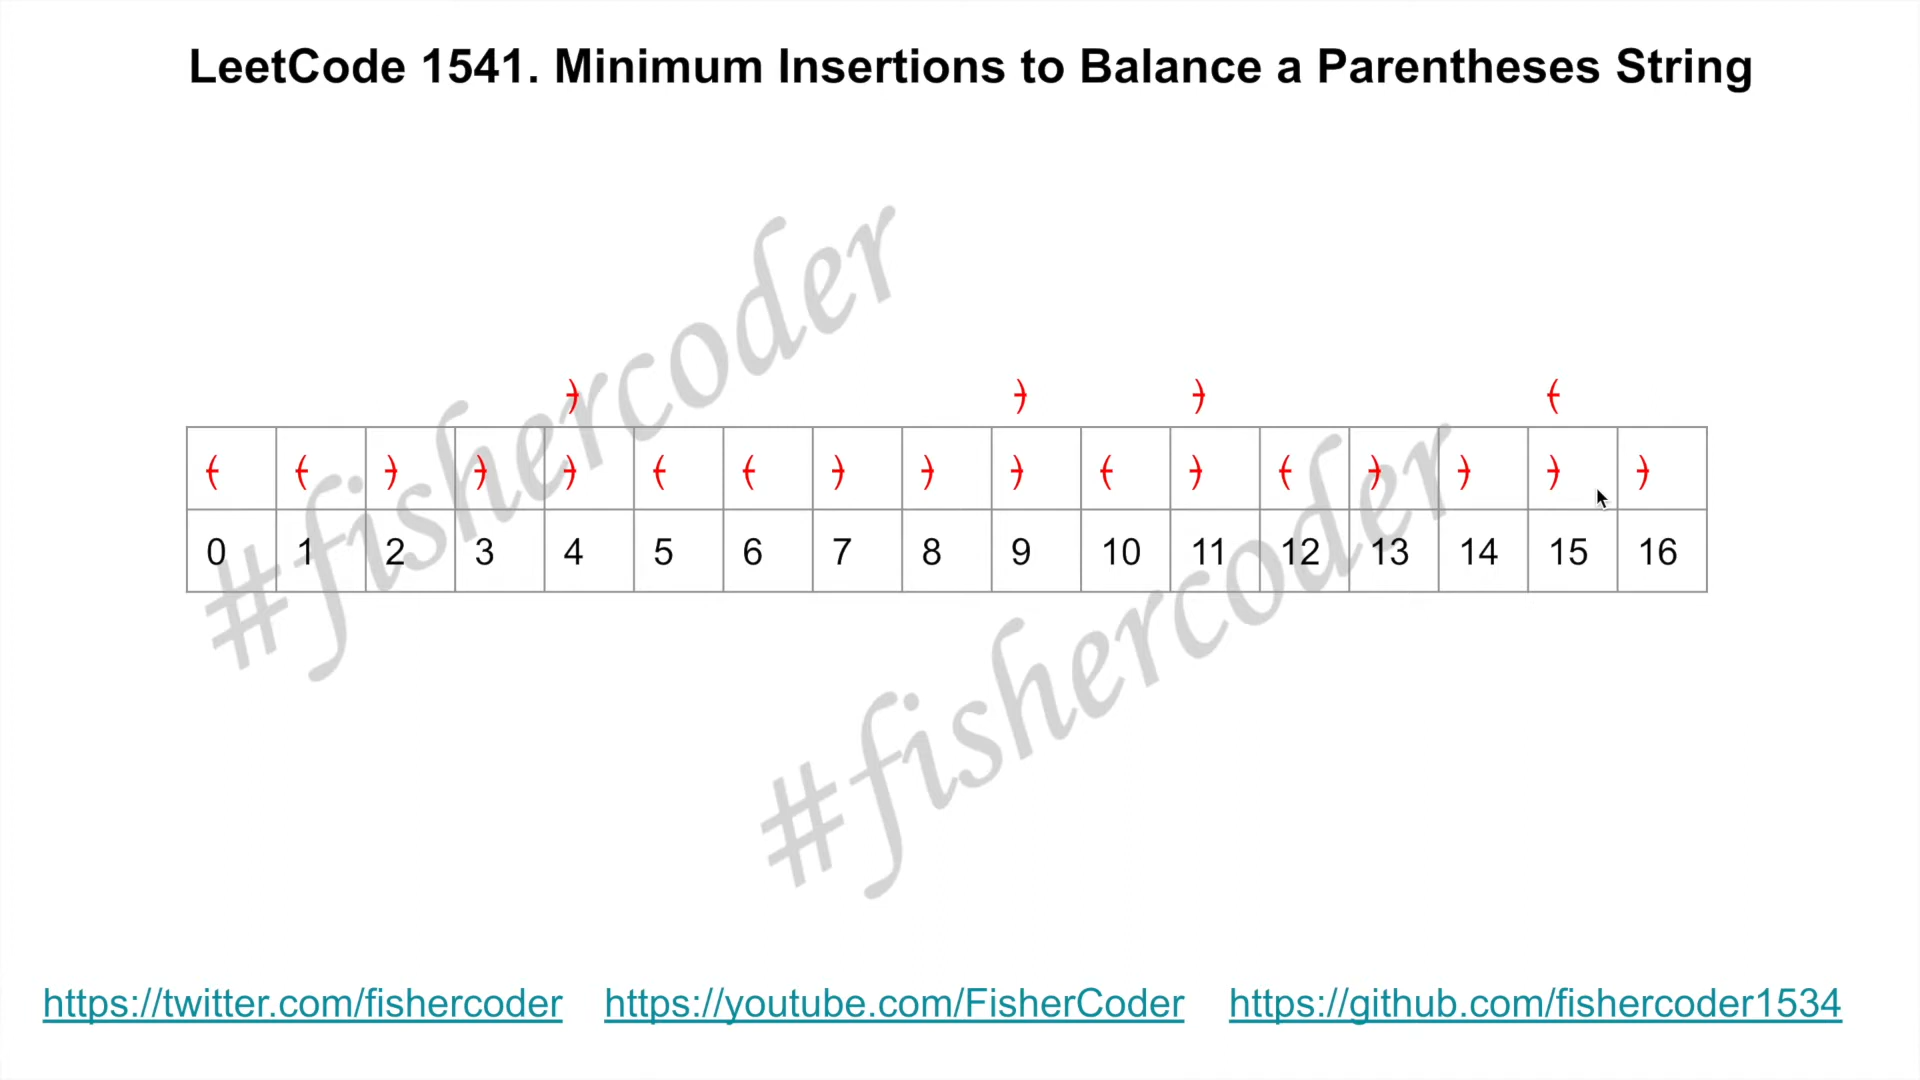 LeetCode 1541. Minimum Insertions to Balance a Parentheses String
) ) ) (
( ( ) ) ) ( ( ) ) ) ( ) ( ) ) ) )
0 1 2 3 4 5 6 7 8 9 10 11 12 13 14 15 16
#fishercoder
#fishercoder
https://twitter.com/fishercoder https://youtube.com/FisherCoder https://github.com/fishercoder1534